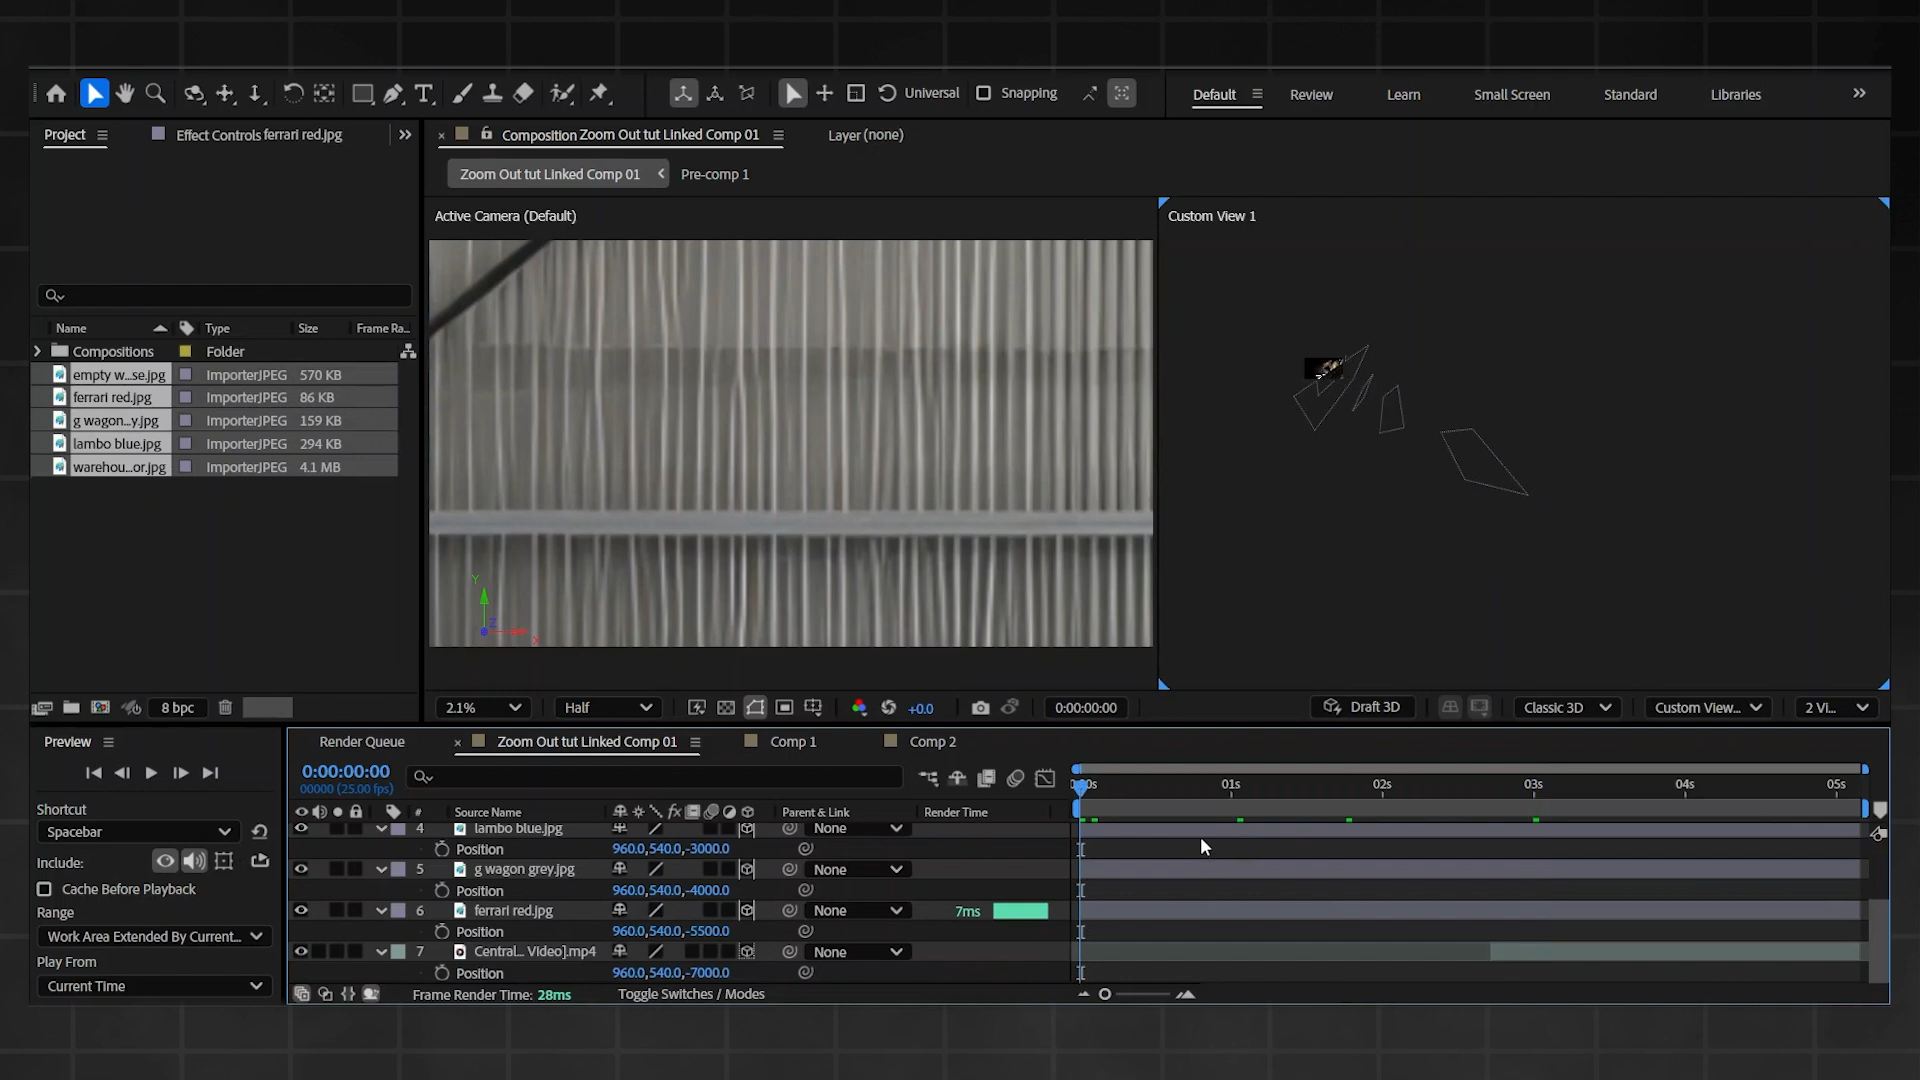 Universal Snapping Default Review Learn Small Screen Standard Libraries
Project Effect Controls ferrari red.jpg
Composition Zoom Out tut Linked Comp 01 Layer (none)
Zoom Out tut Linked Comp 01 Pre-comp 1
Active Camera (Default) Custom View 1
Name Type Size Frame Ra...
Compositions Folder
empty w...se.jpg ImporterJPEG 570 KB
ferrari red.jpg ImporterJPEG 86 KB
g wagon...y.jpg ImporterJPEG 159 KB
lambo blue.jpg ImporterJPEG 294 KB
warehou...or.jpg ImporterJPEG 4.1 MB
Y
Z
X
8 bpc 2.1% Half +0.0 0:00:00:00 Draft 3D Classic 3D Custom View... 2 Vi...
Preview Render Queue Zoom Out tut Linked Comp 01 Comp 1 Comp 2
0:00:00:00
00000 (25.00 fps)
:00s 01s 02s 03s 04s 05s
Shortcut
Spacebar
Include:
Cache Before Playback
Range
Work Area Extended By Current...
Play From
Current Time
# Source Name fx Parent & Link Render Time
4 lambo blue.jpg None
Position 960.0,540.0,-3000.0
5 g wagon grey.jpg None
Position 960.0,540.0,-4000.0
6 ferrari red.jpg None 7ms
Position 960.0,540.0,-5500.0
7 Central... Video].mp4 None
Position 960.0,540.0,-7000.0
Frame Render Time: 28ms Toggle Switches / Modes